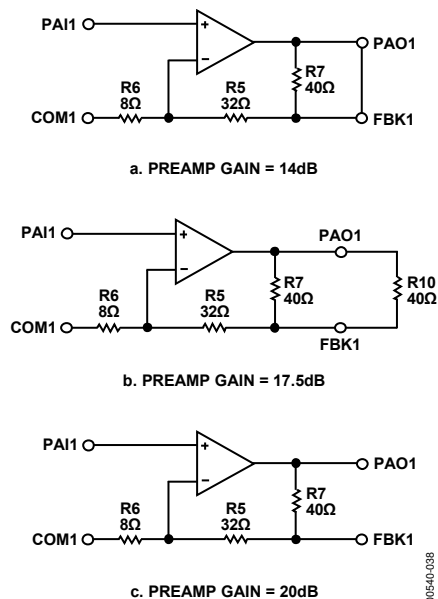 PAI1
+
PAO1
R6
8Ω
R5
32Ω
R7
40Ω
−
COM1
FBK1
a. PREAMP GAIN = 14dB
PAI1
+
PAO1
R6
8Ω
R5
32Ω
R7
40Ω
R10
40Ω
−
COM1
FBK1
b. PREAMP GAIN = 17.5dB
PAI1
+
PAO1
R6
8Ω
R5
32Ω
R7
40Ω
−
COM1
FBK1
c. PREAMP GAIN = 20dB
00540-038